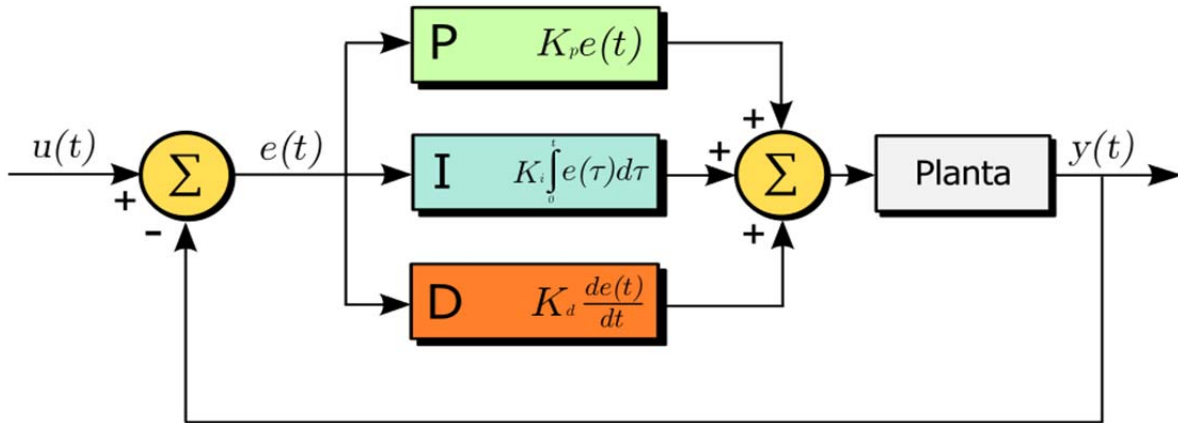 P K_p e(t)
u(t)
+
-
Σ
e(t)
I K_i ∫_0^t e(τ)dτ
D K_d de(t)/dt
+
+
+
Σ
Planta
y(t)